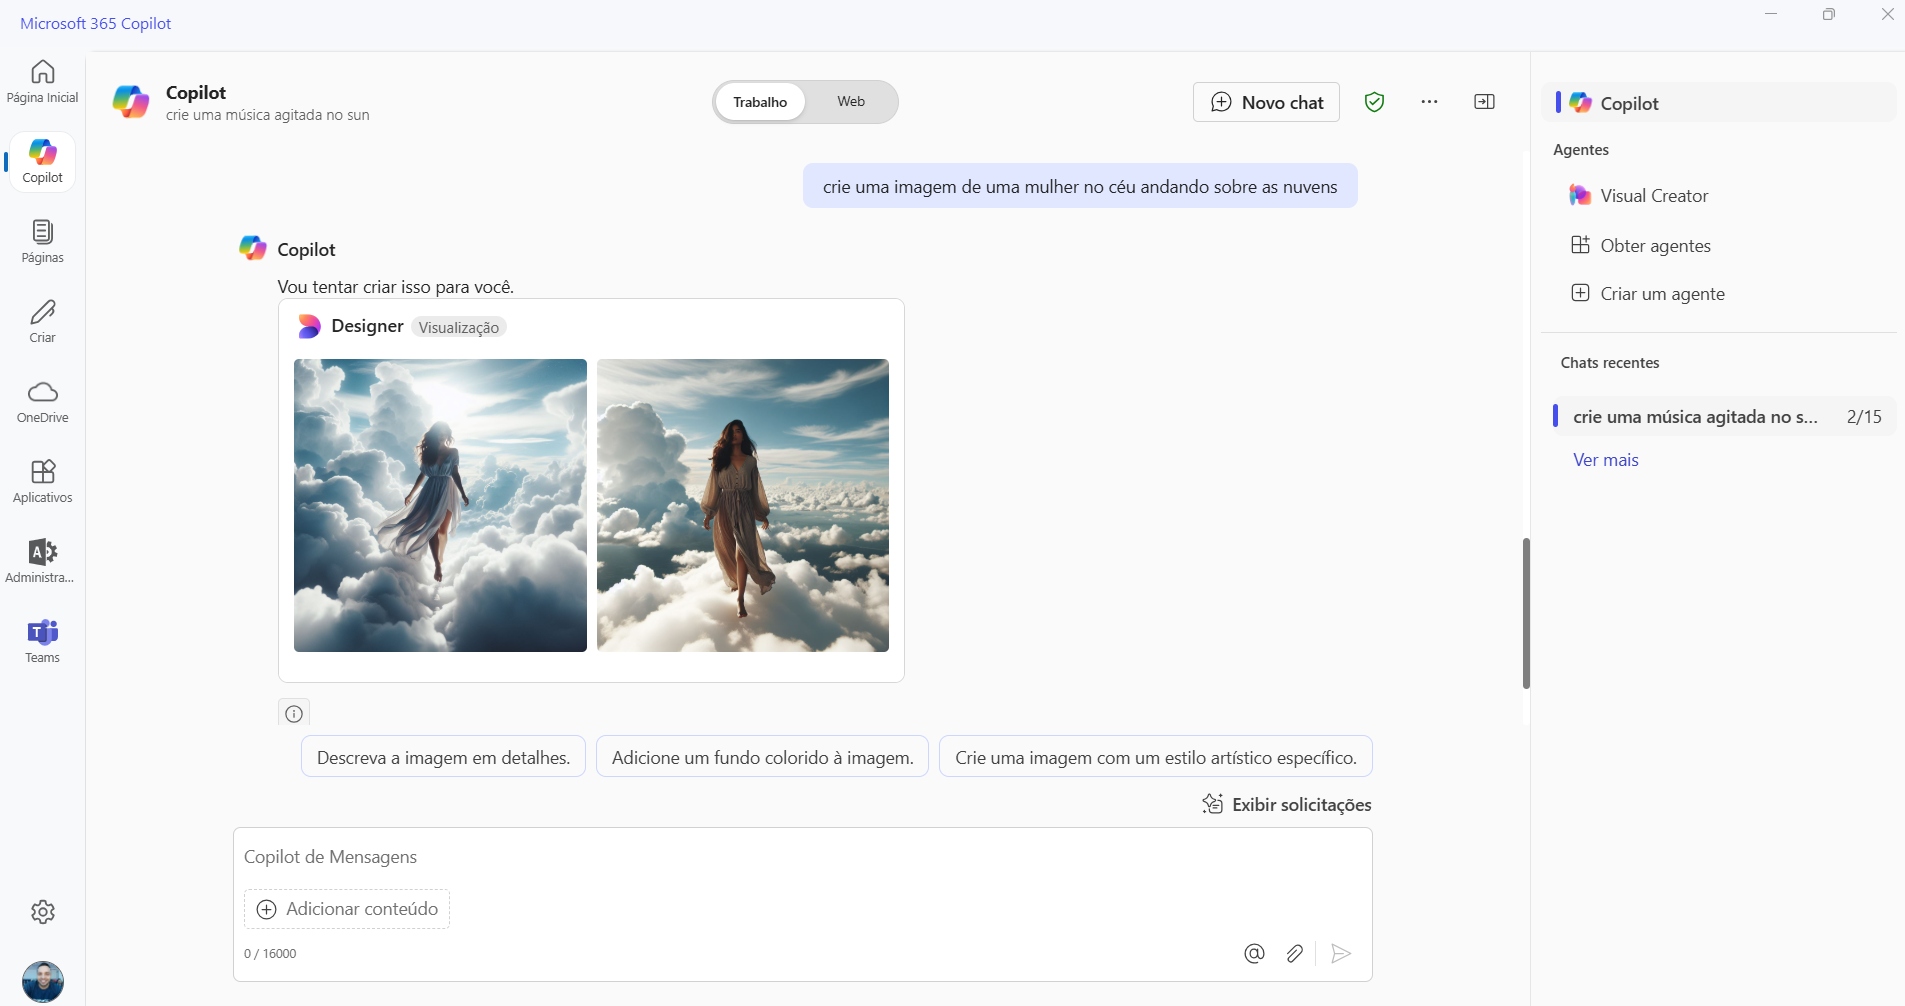 Microsoft 365 Copilot
Página Inicial
Copilot
Páginas
Criar
OneDrive
Aplicativos
Administra...
Teams
Copilot
crie uma música agitada no sun
Trabalho
Web
Novo chat
crie uma imagem de uma mulher no céu andando sobre as nuvens
Copilot
Vou tentar criar isso para você.
Designer Visualização
Descreva a imagem em detalhes.
Adicione um fundo colorido à imagem.
Crie uma imagem com um estilo artístico específico.
Exibir solicitações
Copilot de Mensagens
Adicionar conteúdo
0 / 16000
Copilot
Agentes
Visual Creator
Obter agentes
Criar um agente
Chats recentes
crie uma música agitada no s... 2/15
Ver mais